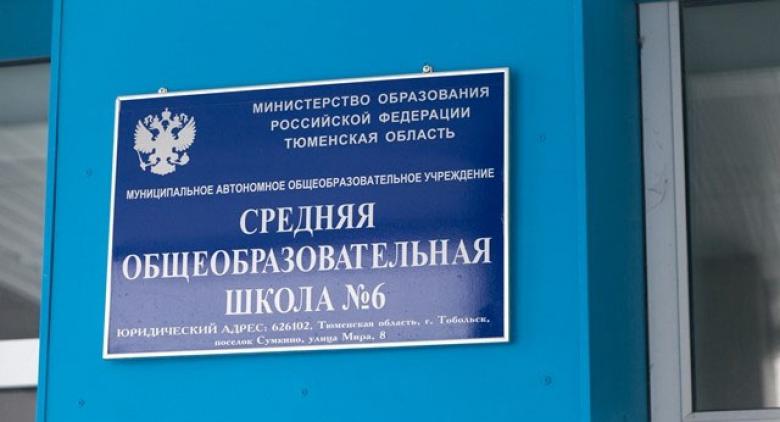 МИНИСТЕРСТВО ОБРАЗОВАНИЯ
РОССИЙСКОЙ ФЕДЕРАЦИИ
ТЮМЕНСКАЯ ОБЛАСТЬ
МУНИЦИПАЛЬНОЕ АВТОНОМНОЕ ОБЩЕОБРАЗОВАТЕЛЬНОЕ УЧРЕЖДЕНИЕ
СРЕДНЯЯ
ОБЩЕОБРАЗОВАТЕЛЬНАЯ
ШКОЛА №6
ЮРИДИЧЕСКИЙ АДРЕС: 626102, Тюменская область, г. Тобольск,
поселок Сумкино, улица Мира, 8